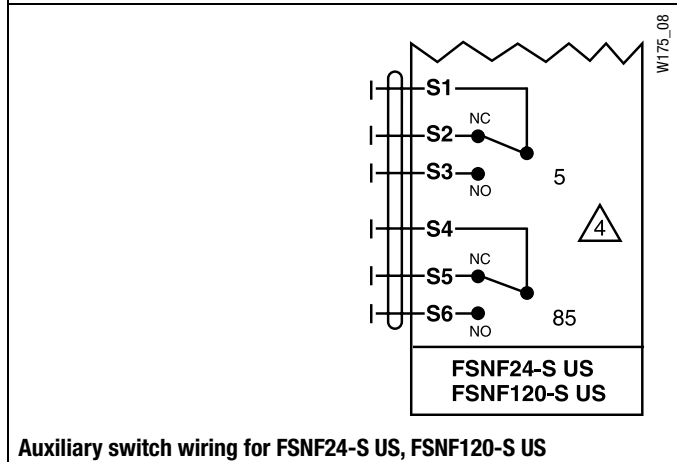 W175_08
S1
NC
S2
S3
NO
5
S4
4
NC
S5
S6
NO
85
FSNF24-S US
FSNF120-S US
Auxiliary switch wiring for FSNF24-S US, FSNF120-S US